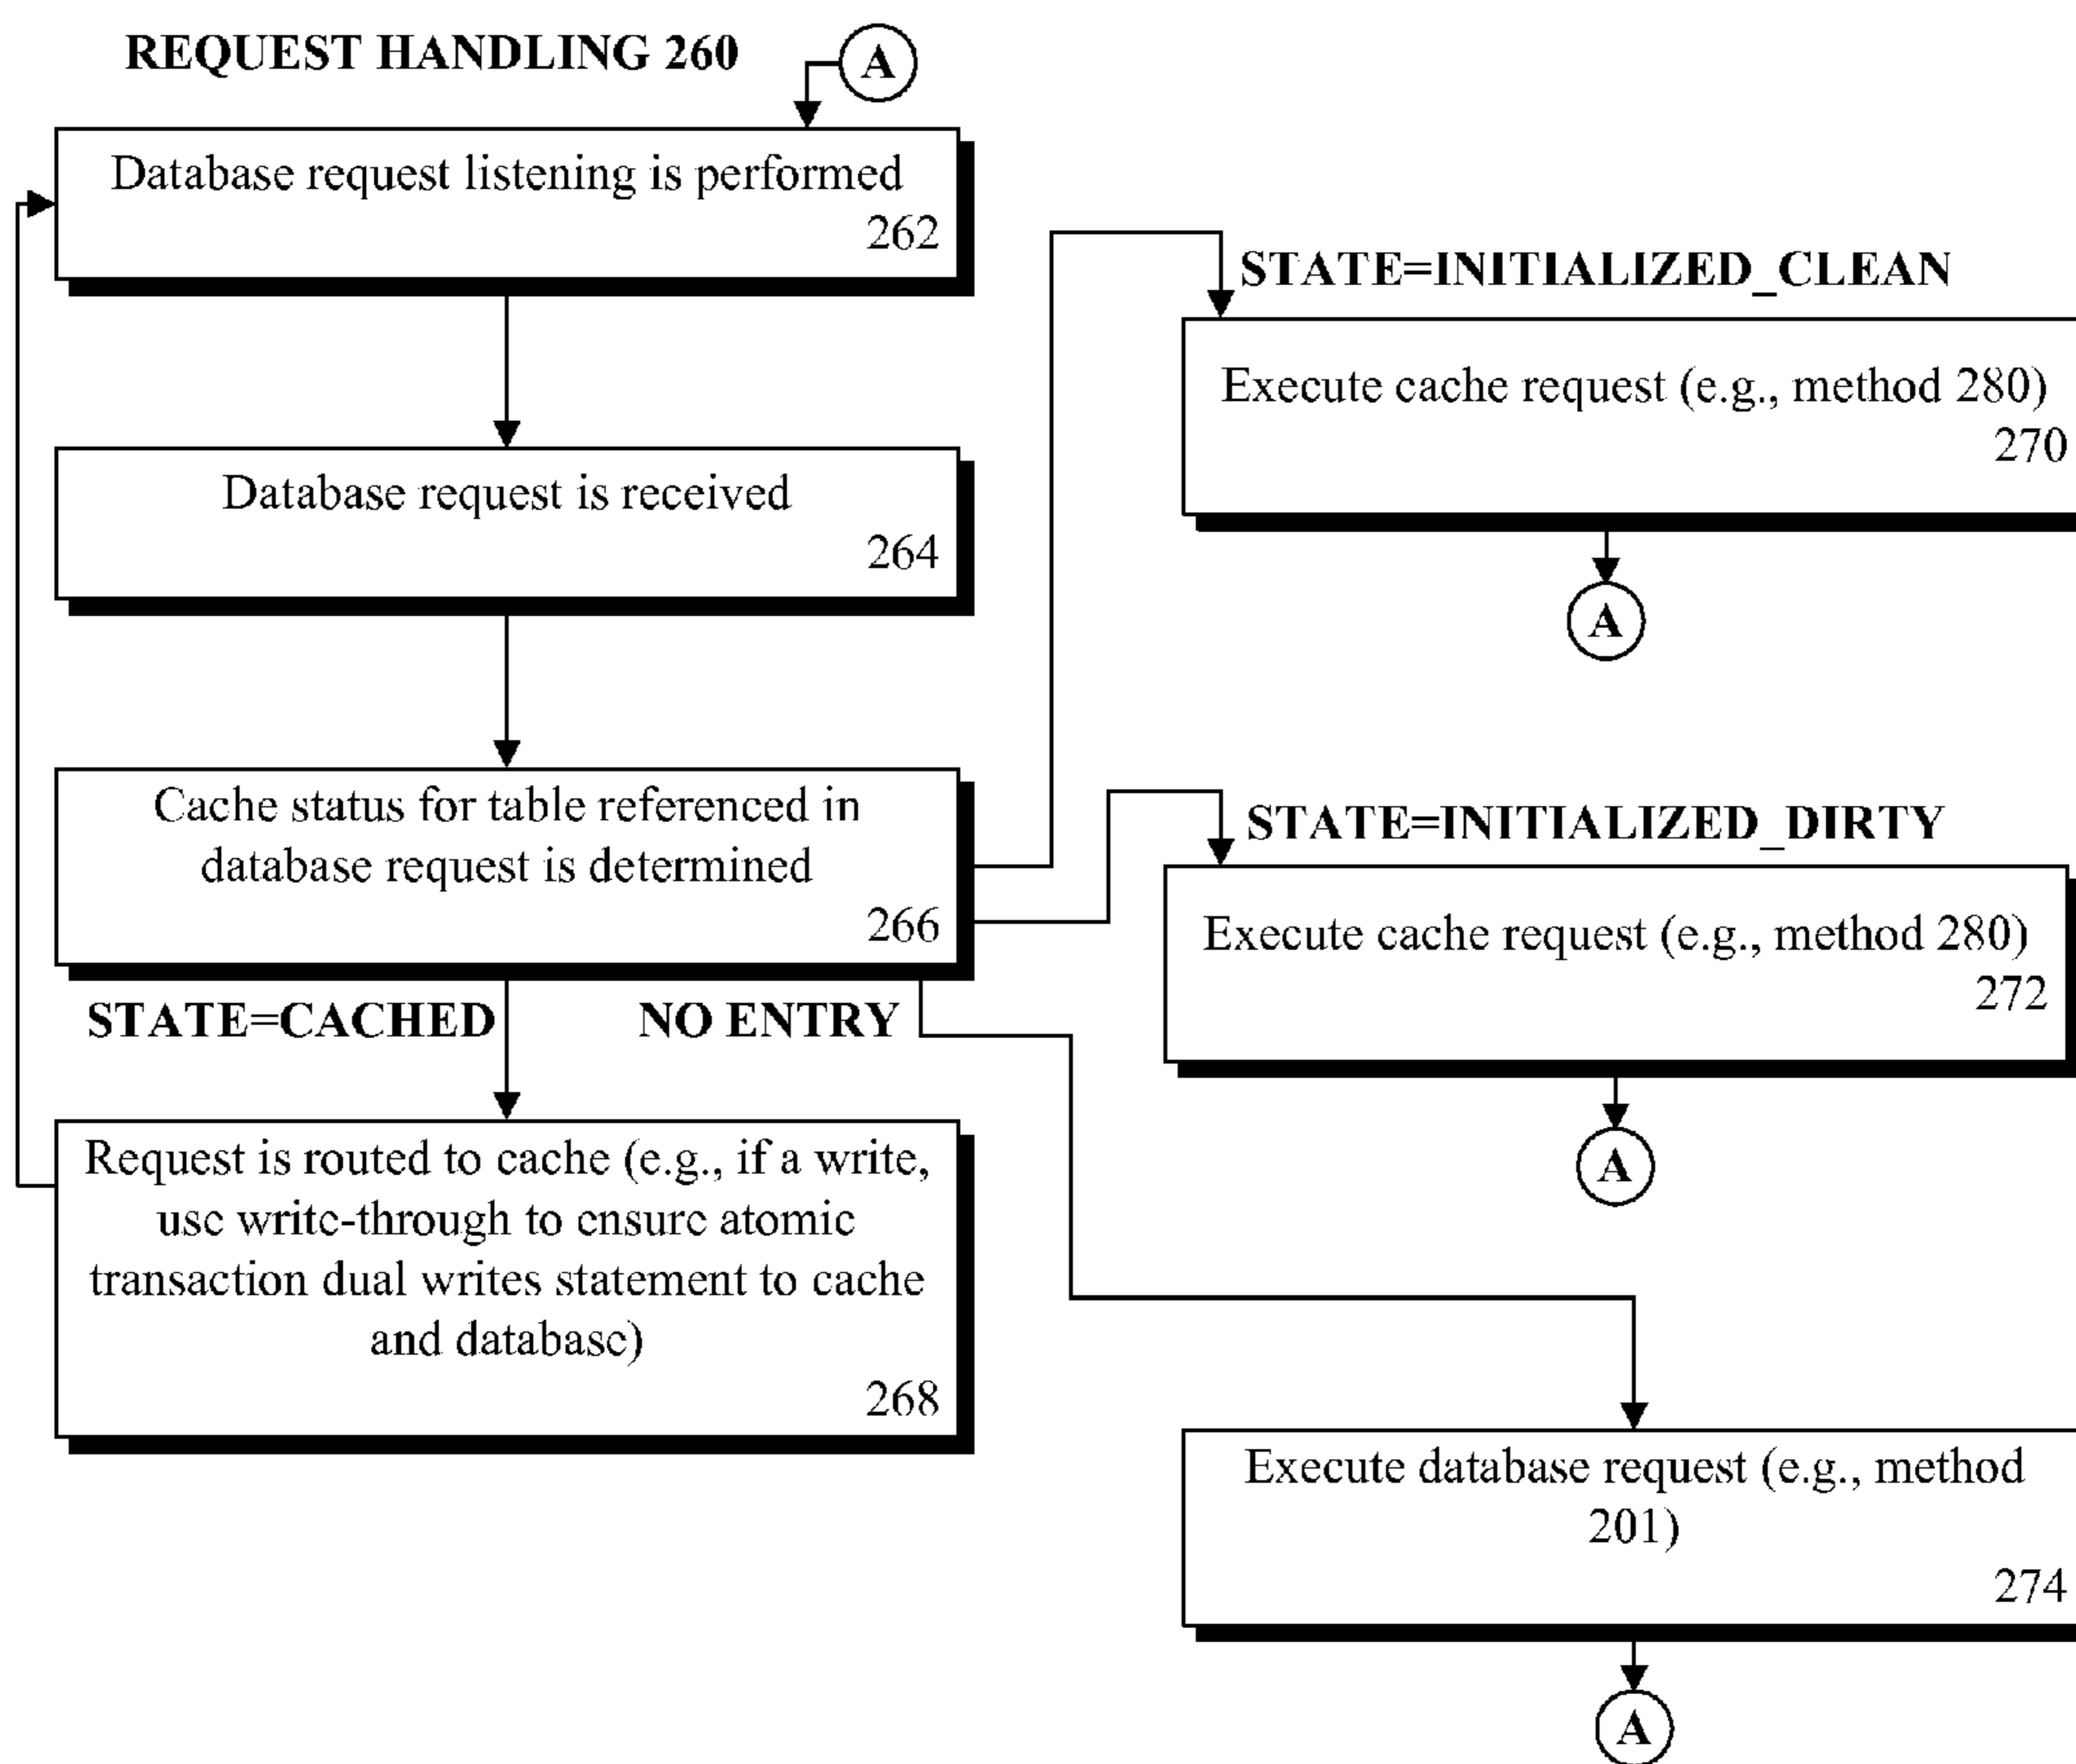 REQUEST HANDLING 260
A
Database request listening is performed
262
Database request is received
264
Cache status for table referenced in
database request is determined
266
STATE=CACHED
NO ENTRY
Request is routed to cache (e.g., if a write,
use write-through to ensure atomic
transaction dual writes statement to cache
and database)
268
STATE=INITIALIZED_CLEAN
Execute cache request (e.g., method 280)
270
A
STATE=INITIALIZED_DIRTY
Execute cache request (e.g., method 280)
272
A
Execute database request (e.g., method
201)
274
A